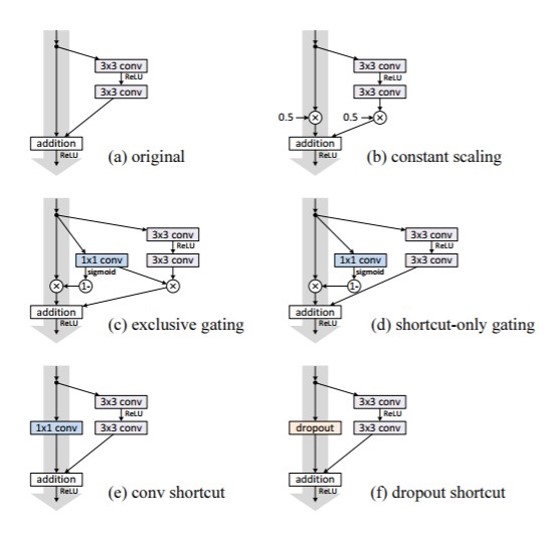 3x3 conv
ReLU
3x3 conv
addition
ReLU
(a) original
3x3 conv
ReLU
3x3 conv
0.5
0.5
addition
ReLU
(b) constant scaling
3x3 conv
ReLU
1x1 conv
3x3 conv
sigmoid
1-
addition
ReLU
(c) exclusive gating
3x3 conv
ReLU
1x1 conv
3x3 conv
sigmoid
1-
addition
ReLU
(d) shortcut-only gating
3x3 conv
ReLU
1x1 conv
3x3 conv
addition
ReLU
(e) conv shortcut
3x3 conv
ReLU
dropout
3x3 conv
addition
ReLU
(f) dropout shortcut